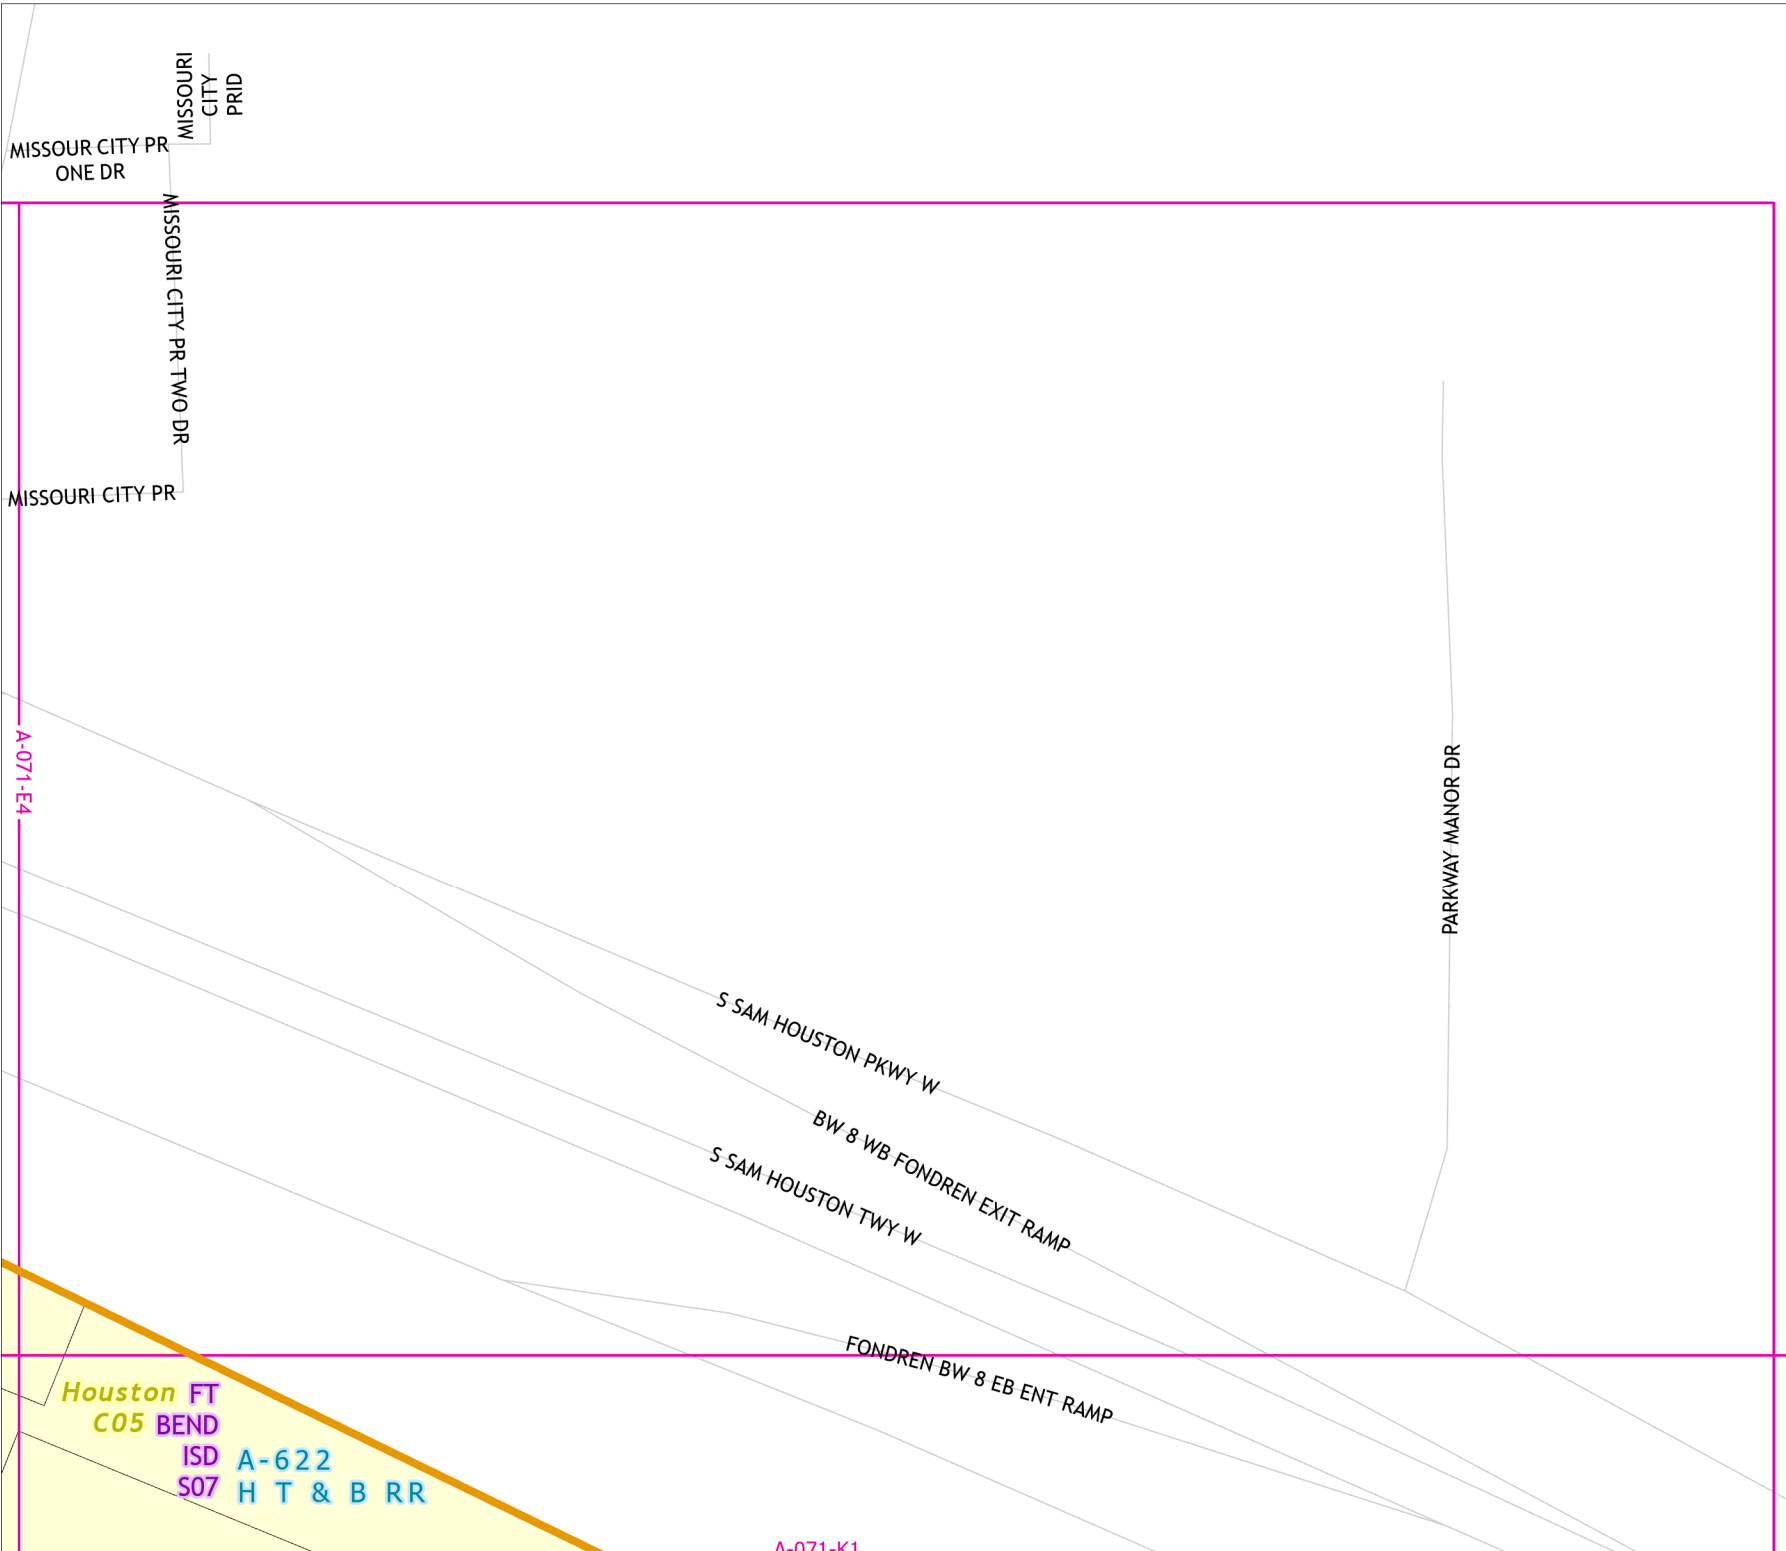 MISSOURI
CITY
PRID
MISSOUR CITY PR
ONE DR
MISSOURI CITY PR TWO DR
MISSOURI CITY PR
A-071-E4
PARKWAY MANOR DR
S SAM HOUSTON PKWY W
BW 8 WB FONDREN EXIT RAMP
S SAM HOUSTON TWY W
FONDREN BW 8 EB ENT RAMP
Houston
C05
FT
BEND
ISD
S07
A-622
H T & B RR
A-071-K1